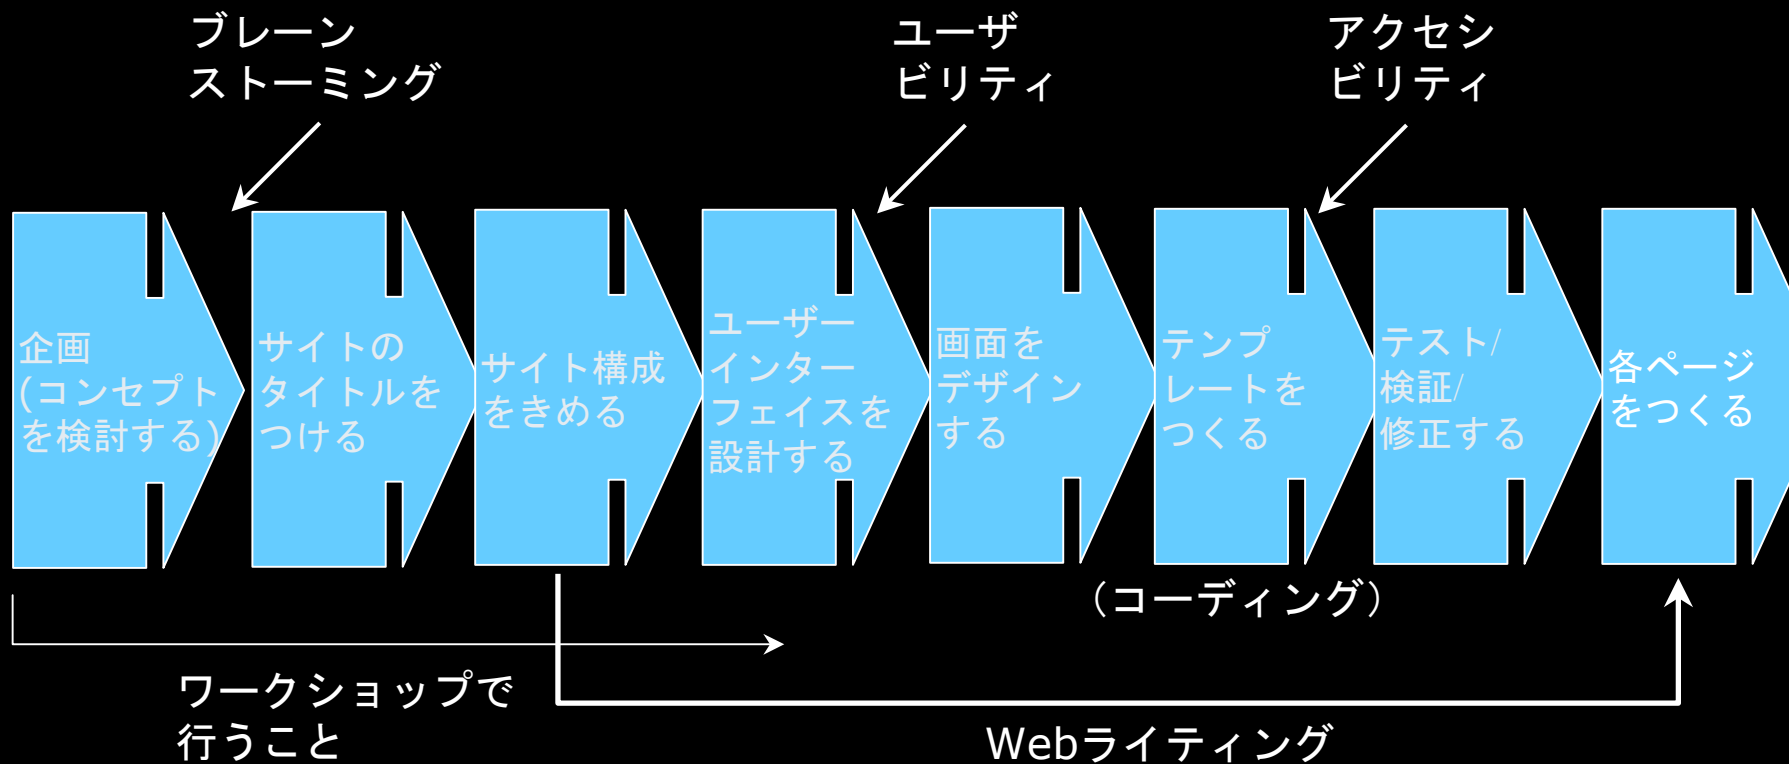 ブレーン
ストーミング
ユーザ
ビリティ
アクセシ
ビリティ
企画
(コンセプト
を検討する)
サイトの
タイトルを
つける
サイト構成
をきめる
ユーザー
インター
フェイスを
設計する
画面を
デザイン
する
テンプ
レートを
つくる
テスト/
検証/
修正する
各ページ
をつくる
（コーディング）
ワークショップで
行うこと
Webライティング